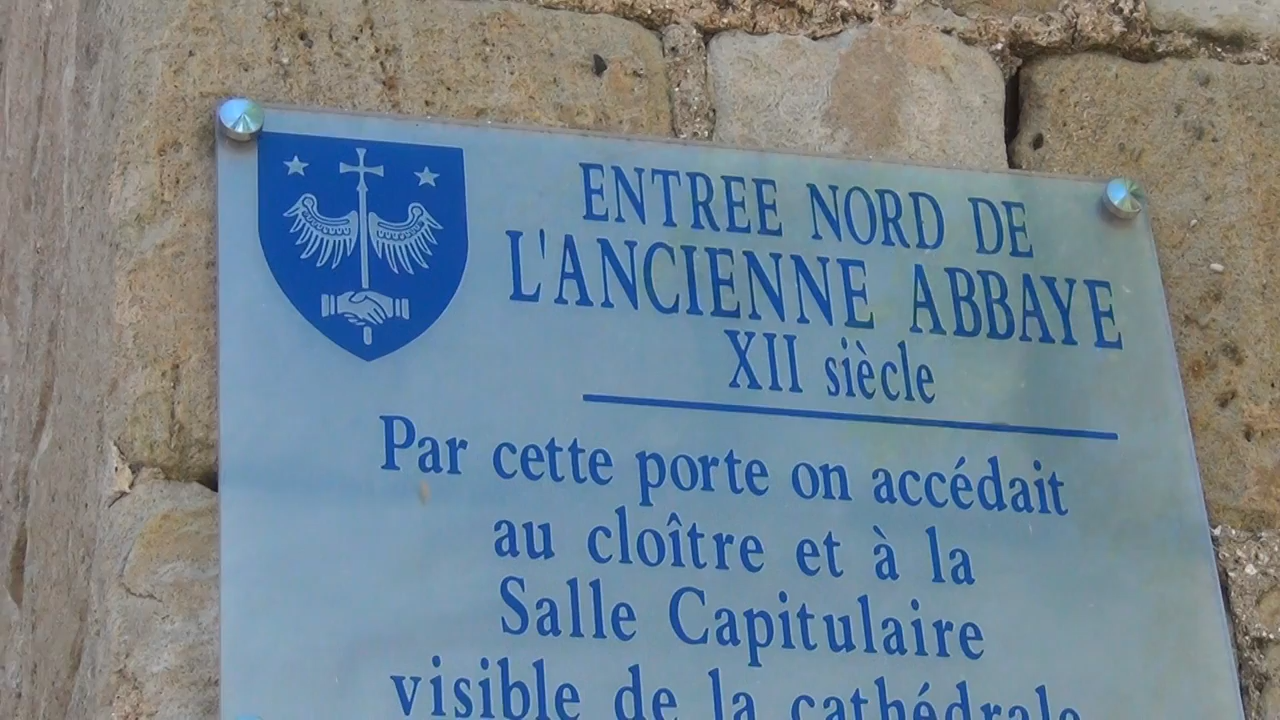 ENTREE NORD DE
L'ANCIENNE ABBAYE
XII siècle
Par cette porte on accédait
au cloître et à la
Salle Capitulaire
visible de la cathédrale